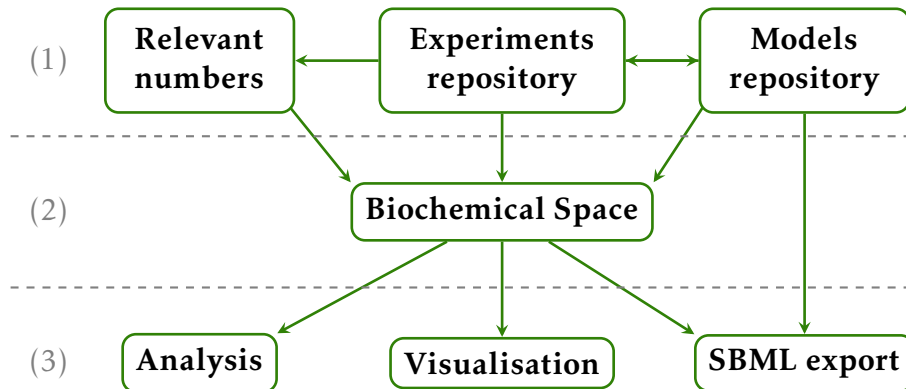 (1)
Relevant
numbers
Experiments
repository
Models
repository
(2)
Biochemical Space
(3)
Analysis
Visualisation
SBML export